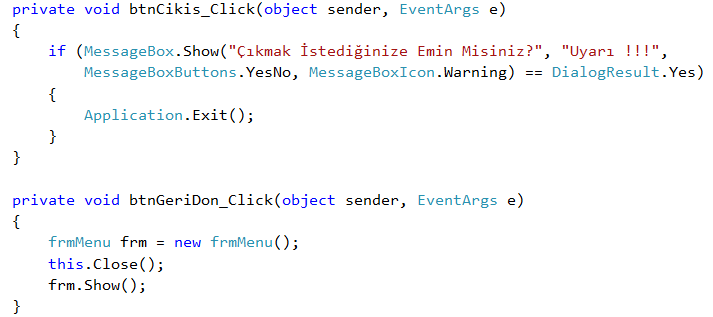 private void btnCikis_Click(object sender, EventArgs e)
{
    if (MessageBox.Show("Çıkmak İstediğinize Emin Misiniz?", "Uyarı !!!",
        MessageBoxButtons.YesNo, MessageBoxIcon.Warning) == DialogResult.Yes)
    {
        Application.Exit();
    }
}

private void btnGeriDon_Click(object sender, EventArgs e)
{
    frmMenu frm = new frmMenu();
    this.Close();
    frm.Show();
}